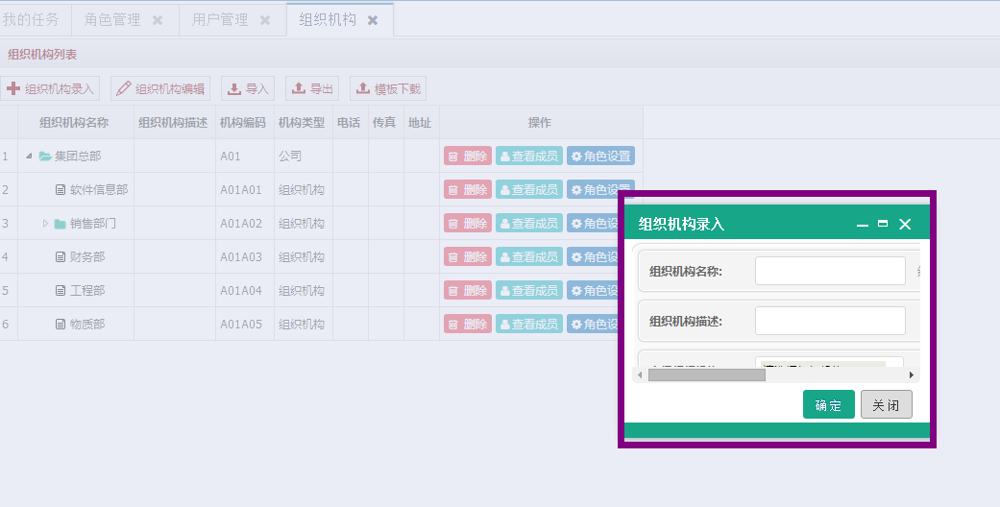 我的任务 角色管理 用户管理 组织机构
组织机构列表
组织机构录入 组织机构编辑 导入 导出 模板下载
组织机构名称 组织机构描述 机构编码 机构类型 电话 传真 地址 操作
1 集团总部 A01 公司 删除 查看成员 角色设置
2 软件信息部 A01A01 组织机构 删除 查看成员 角色设置
3 销售部门 A01A02 组织机构 删除 查看成员 角色设
4 财务部 A01A03 组织机构 删除 查看成员 角色设
5 工程部 A01A04 组织机构 删除 查看成员 角色设
6 物质部 A01A05 组织机构 删除 查看成员 角色设
组织机构录入
组织机构名称:
组织机构描述:
确定 关闭